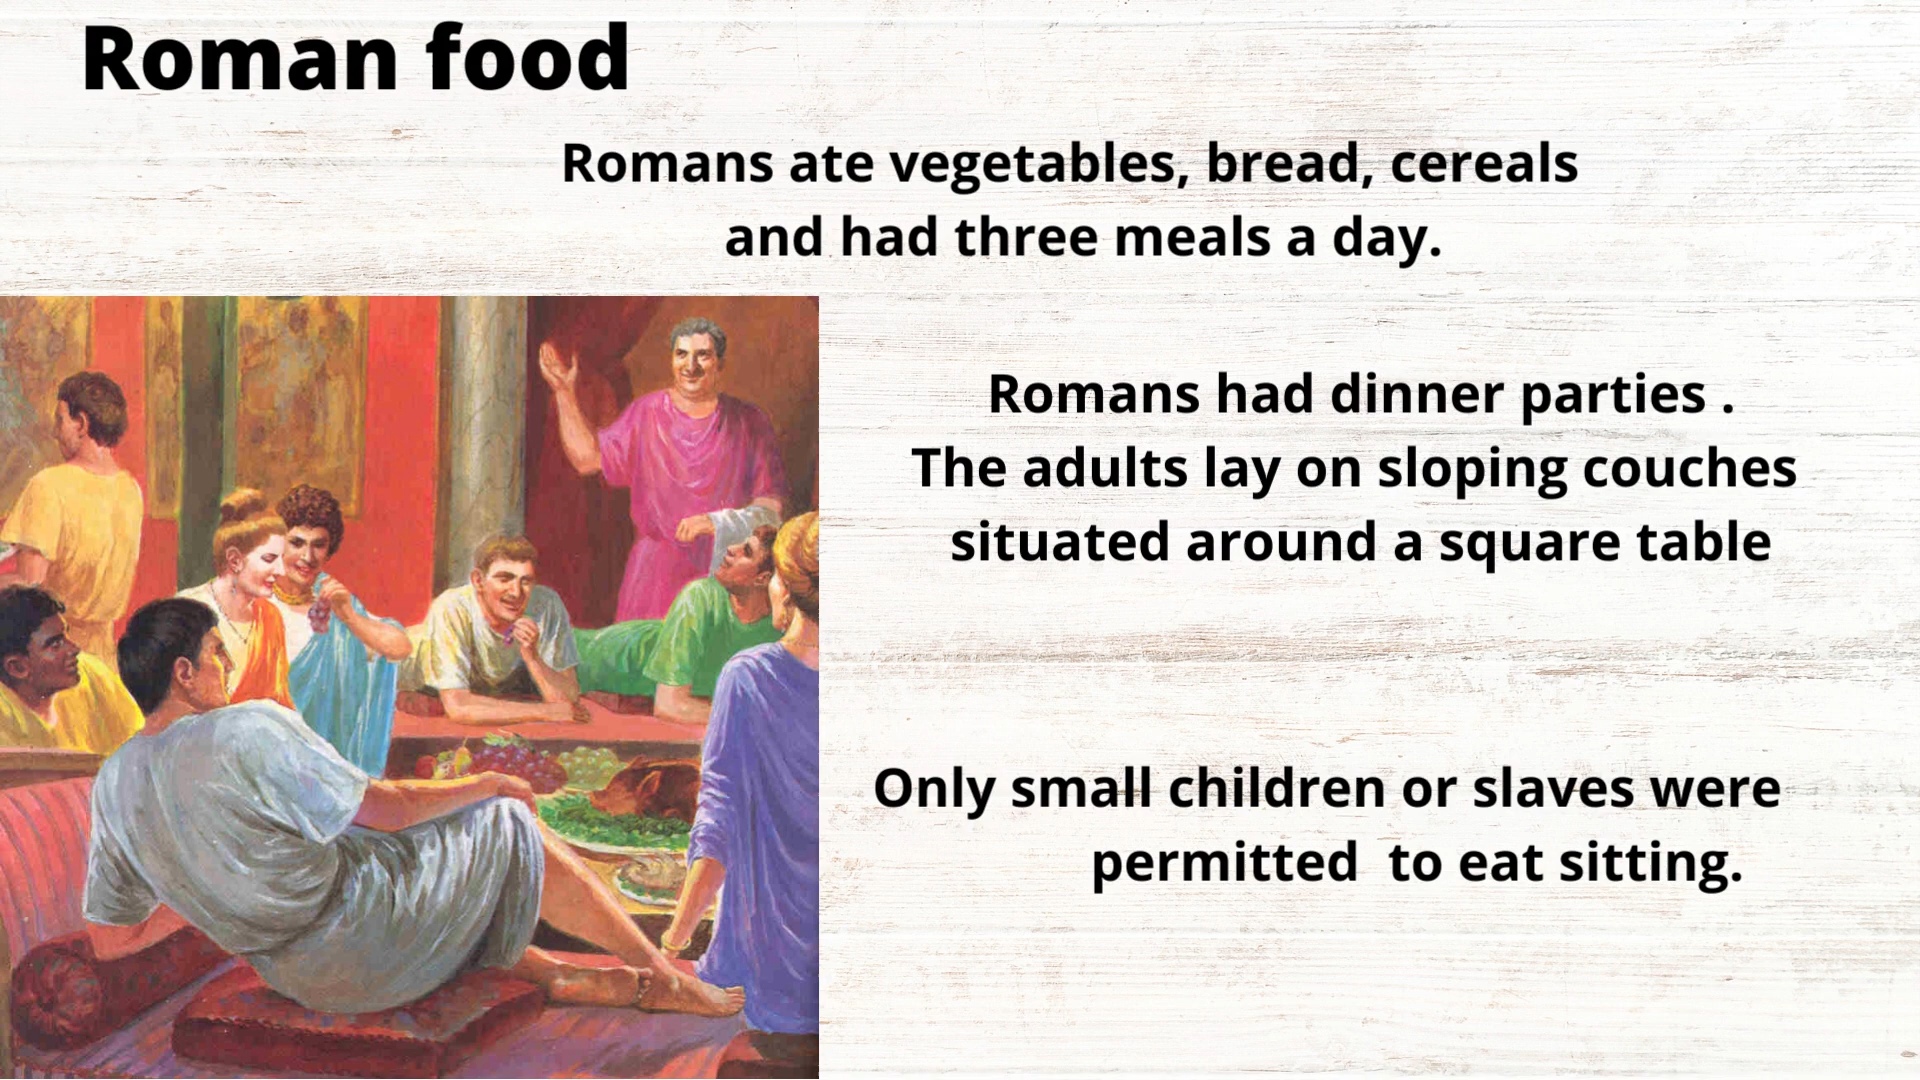 Roman food
Romans ate vegetables, bread, cereals
and had three meals a day.
Romans had dinner parties .
The adults lay on sloping couches
situated around a square table
Only small children or slaves were
permitted  to eat sitting.